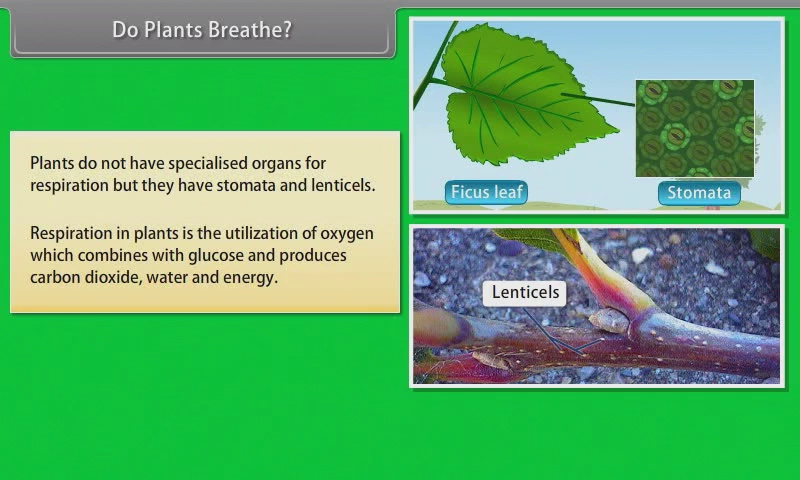 Do Plants Breathe?
Plants do not have specialised organs for
respiration but they have stomata and lenticels.
Respiration in plants is the utilization of oxygen
which combines with glucose and produces
carbon dioxide, water and energy.
Ficus leaf
Stomata
Lenticels